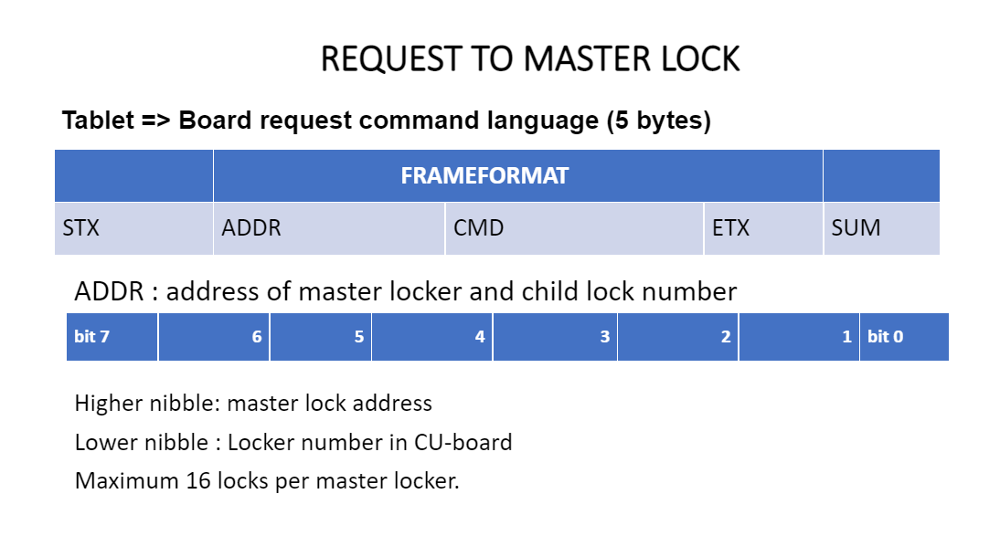 REQUEST TO MASTER LOCK
Tablet => Board request command language (5 bytes)
FRAMEFORMAT
STX ADDR CMD ETX SUM
ADDR : address of master locker and child lock number
bit 7 6 5 4 3 2 1 bit 0
Higher nibble: master lock address
Lower nibble : Locker number in CU-board
Maximum 16 locks per master locker.